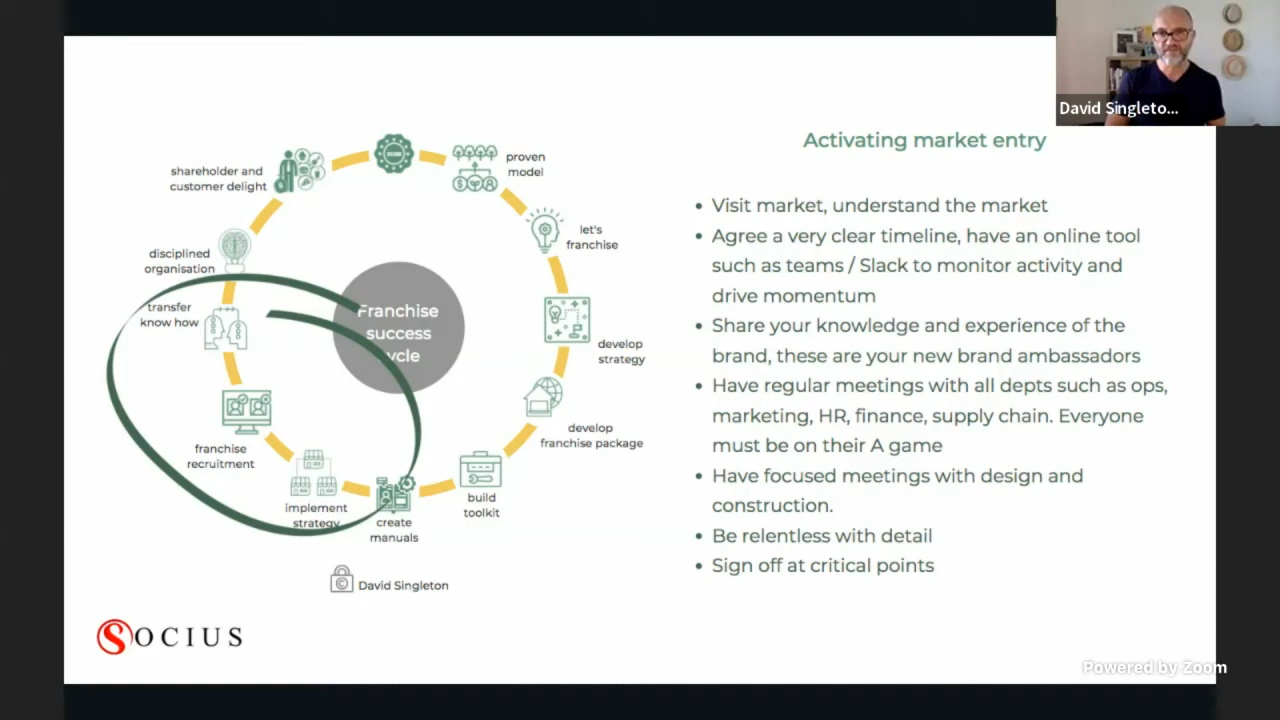 David Singleto...
Activating market entry
• Visit market, understand the market
• Agree a very clear timeline, have an online tool
such as teams / Slack to monitor activity and
drive momentum
• Share your knowledge and experience of the
brand, these are your new brand ambassadors
• Have regular meetings with all depts such as ops,
marketing, HR, finance, supply chain. Everyone
must be on their A game
• Have focused meetings with design and
construction.
• Be relentless with detail
• Sign off at critical points
proven
model
let's
franchise
develop
strategy
develop
franchise package
build
toolkit
create
manuals
implement
strategy
franchise
recruitment
transfer
know how
disciplined
organisation
shareholder and
customer delight
Franchise
success
ycle
© David Singleton
SOCIUS
Powered by Zoom